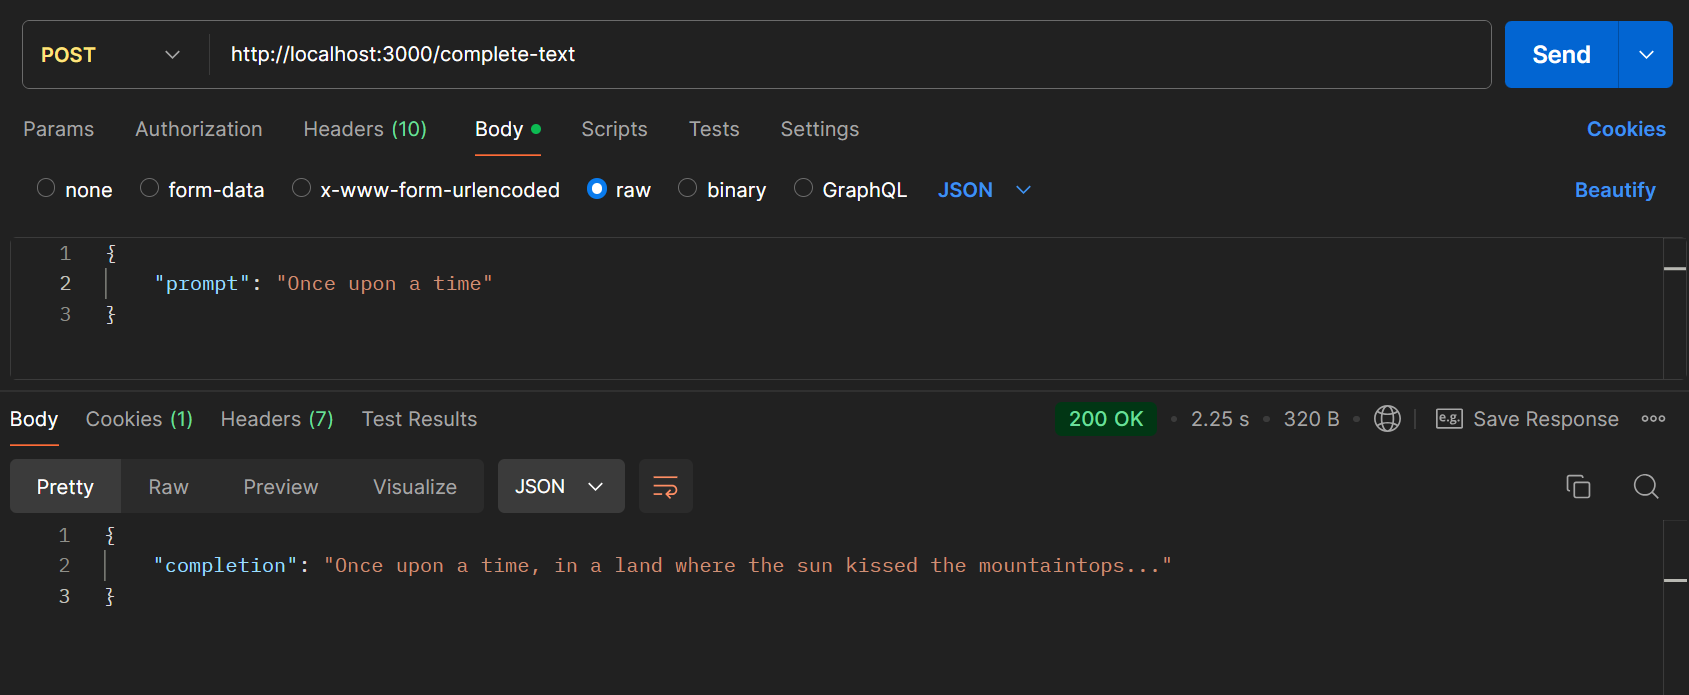 POST http://localhost:3000/complete-text Send
Params Authorization Headers (10) Body Scripts Tests Settings Cookies
none form-data x-www-form-urlencoded raw binary GraphQL JSON Beautify
1 {
2 "prompt": "Once upon a time"
3 }
Body Cookies (1) Headers (7) Test Results 200 OK • 2.25 s • 320 B • e.g. Save Response
Pretty Raw Preview Visualize JSON
1 {
2 "completion": "Once upon a time, in a land where the sun kissed the mountaintops..."
3 }